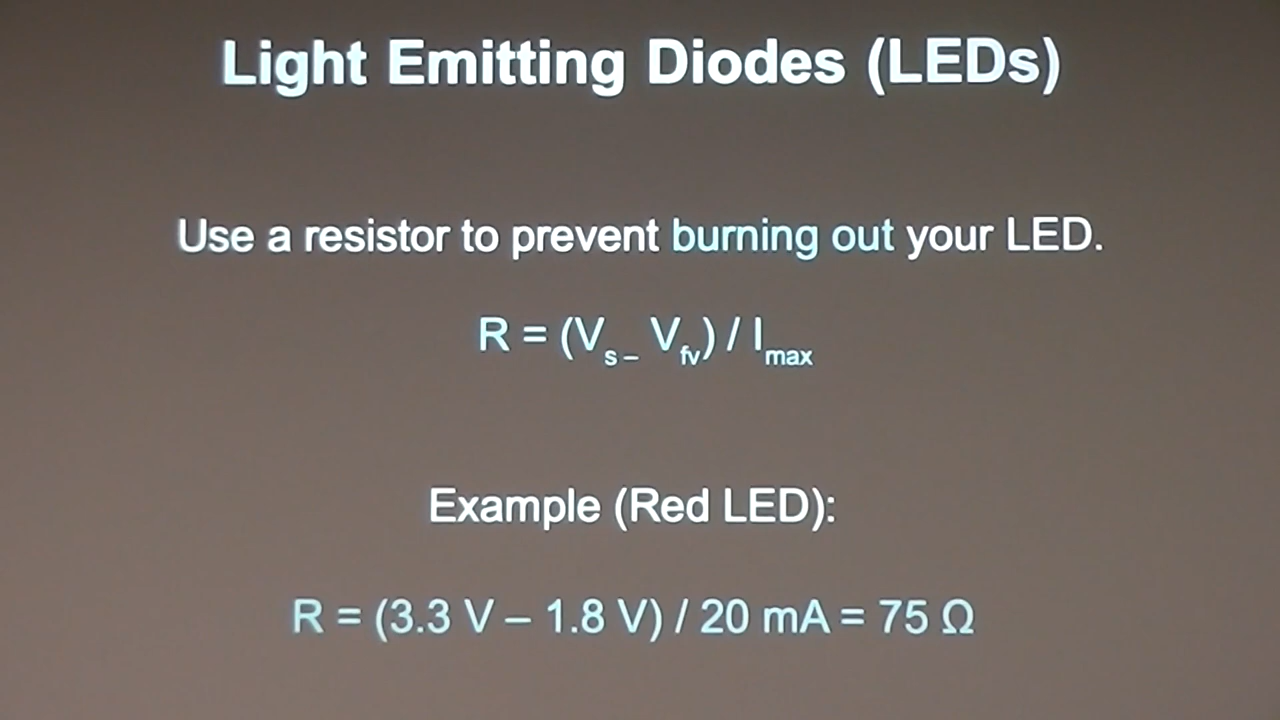 Light Emitting Diodes (LEDs)
Use a resistor to prevent burning out your LED.
R = (Vs – Vfv) / Imax
Example (Red LED):
R = (3.3 V – 1.8 V) / 20 mA = 75 Ω